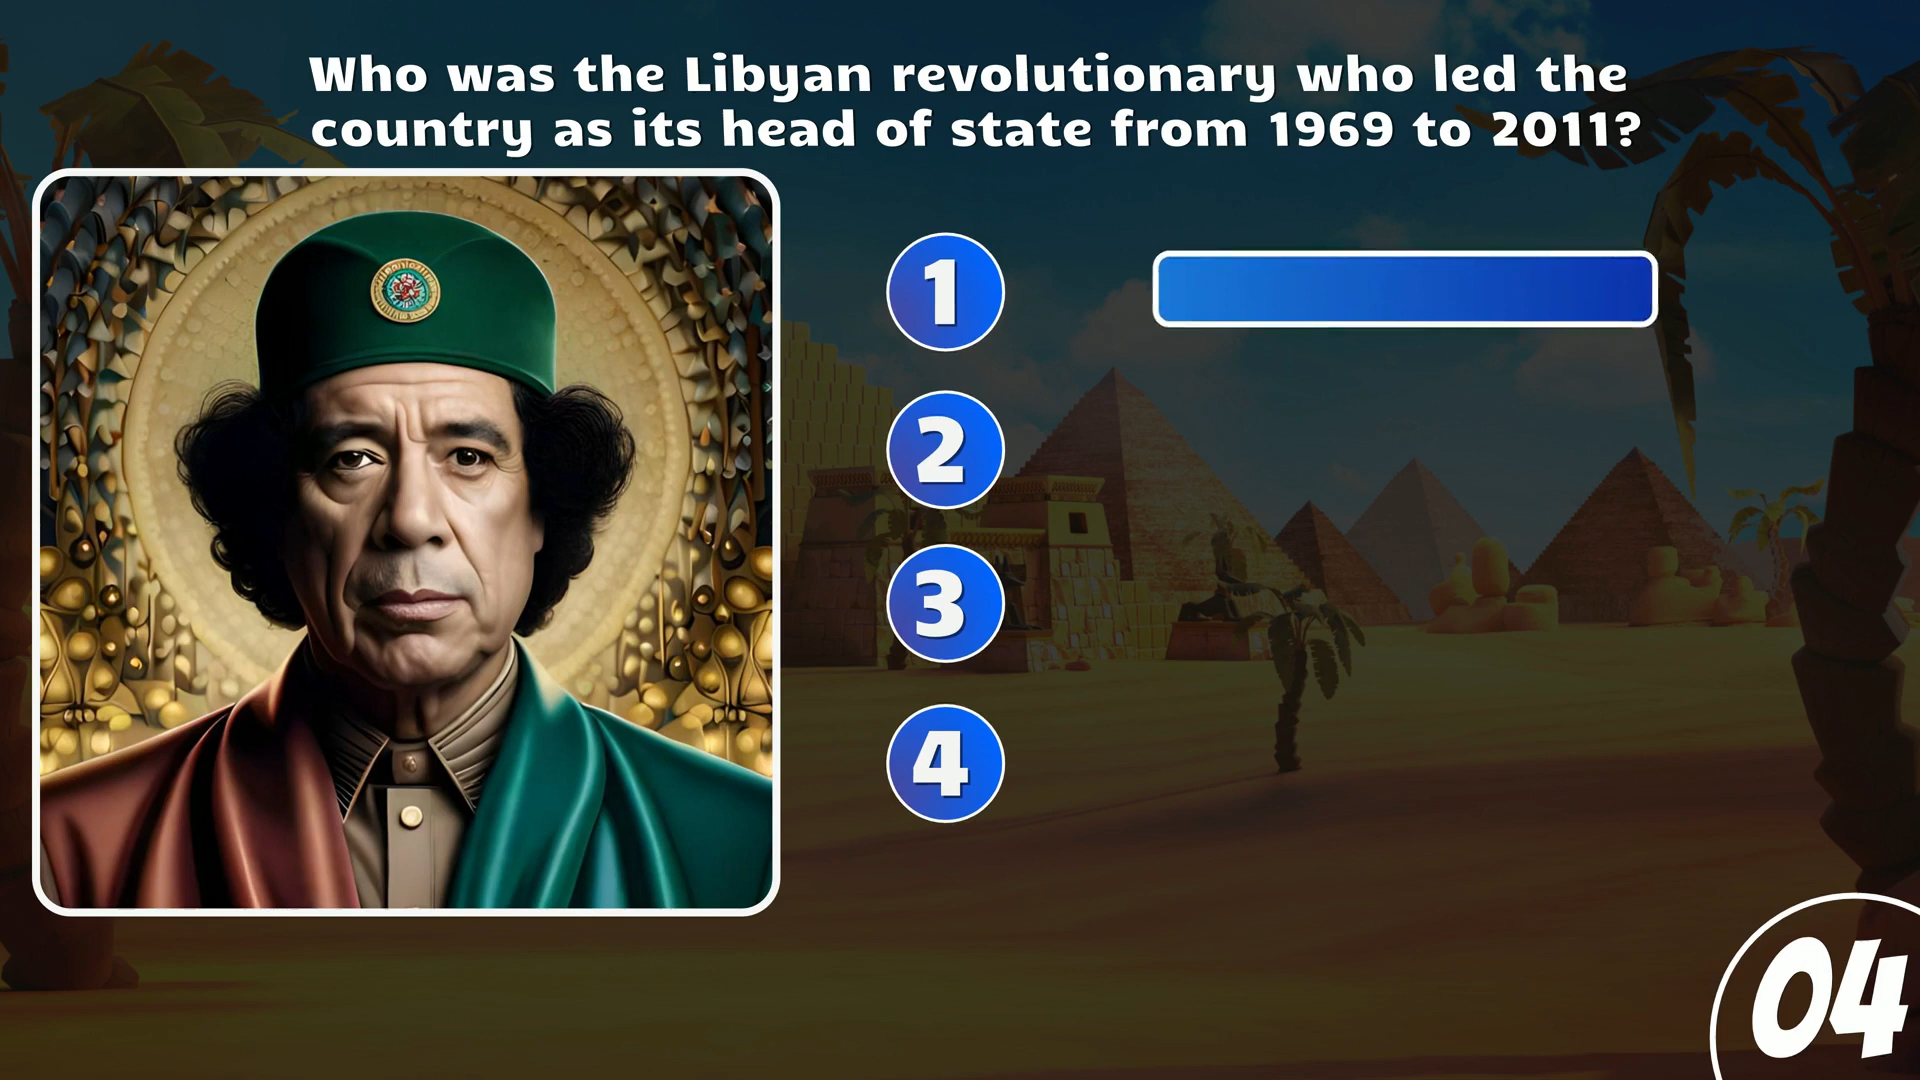 Who was the Libyan revolutionary who led the
country as its head of state from 1969 to 2011?
1
2
3
4
04